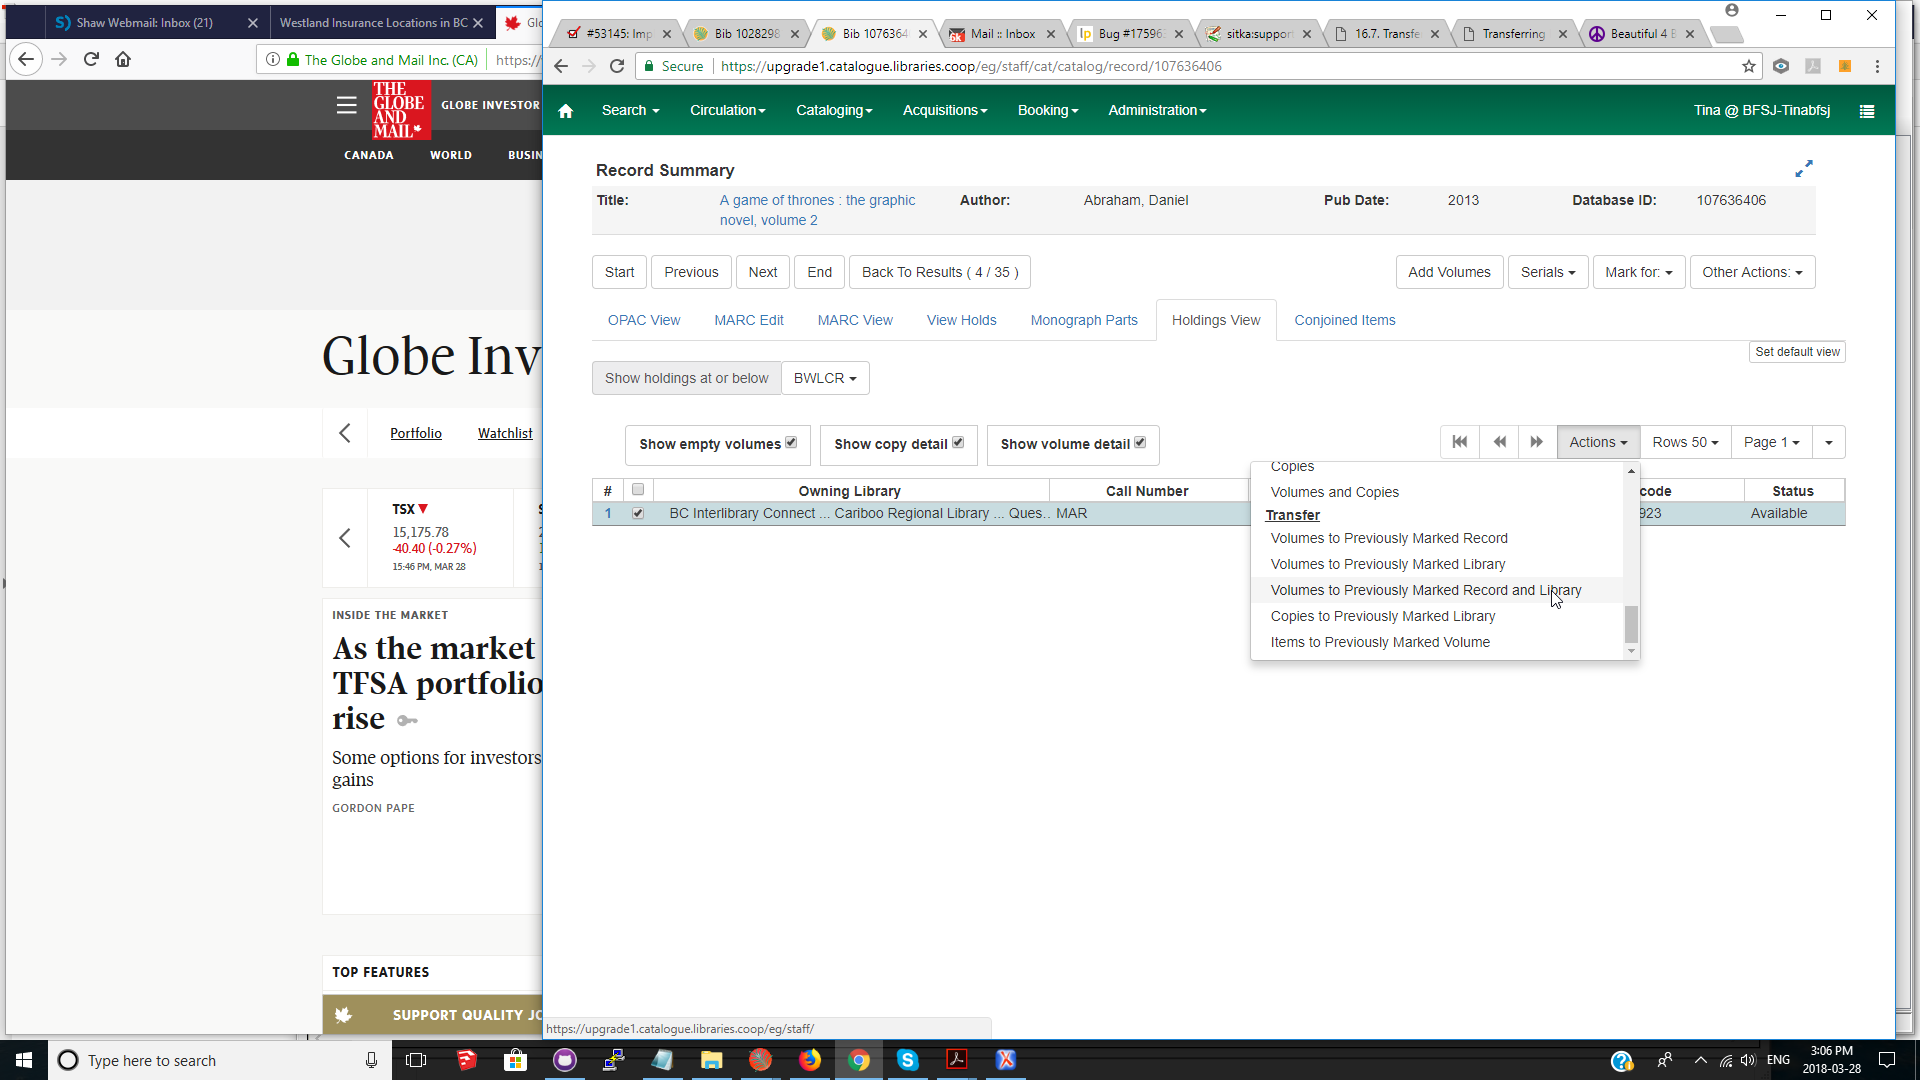 Shaw Webmail: Inbox (21)
Westland Insurance Locations in BC
#53145: Imp
Bib 1028298
Bib 1076364
Mail :: Inbox
Bug #17596
sitka:support
16.7. Transfe
Transferring
Beautiful 4 B
The Globe and Mail Inc. (CA)
https://
Secure
https://upgrade1.catalogue.libraries.coop/eg/staff/cat/catalog/record/107636406
THE GLOBE AND MAIL
GLOBE INVESTOR
CANADA
WORLD
BUSIN
Search
Circulation
Cataloging
Acquisitions
Booking
Administration
Tina @ BFSJ-Tinabfsj
Record Summary
Title:
A game of thrones : the graphic
novel, volume 2
Author:
Abraham, Daniel
Pub Date:
2013
Database ID:
107636406
Start
Previous
Next
End
Back To Results ( 4 / 35 )
Add Volumes
Serials
Mark for:
Other Actions:
OPAC View
MARC Edit
MARC View
View Holds
Monograph Parts
Holdings View
Conjoined Items
Set default view
Show holdings at or below
BWLCR
Show empty volumes
Show copy detail
Show volume detail
Actions
Rows 50
Page 1
#
Owning Library
Call Number
code
Status
1
BC Interlibrary Connect ... Cariboo Regional Library ... Ques..
MAR
923
Available
Copies
Volumes and Copies
Transfer
Volumes to Previously Marked Record
Volumes to Previously Marked Library
Volumes to Previously Marked Record and Library
Copies to Previously Marked Library
Items to Previously Marked Volume
Globe Inv
Portfolio
Watchlist
TSX
15,175.78
-40.40 (-0.27%)
15:46 PM, MAR 28
INSIDE THE MARKET
As the market
TFSA portfolio
rise
Some options for investors
gains
GORDON PAPE
TOP FEATURES
SUPPORT QUALITY JO
https://upgrade1.catalogue.libraries.coop/eg/staff/
Type here to search
ENG
3:06 PM
2018-03-28